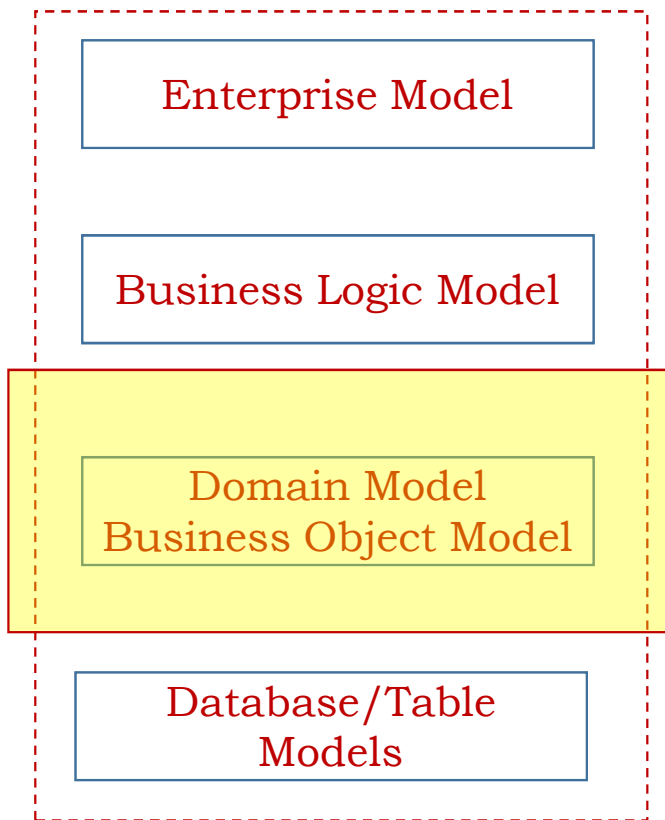 Enterprise Model
Business Logic Model
Domain Model
Business Object Model
Database/Table
Models